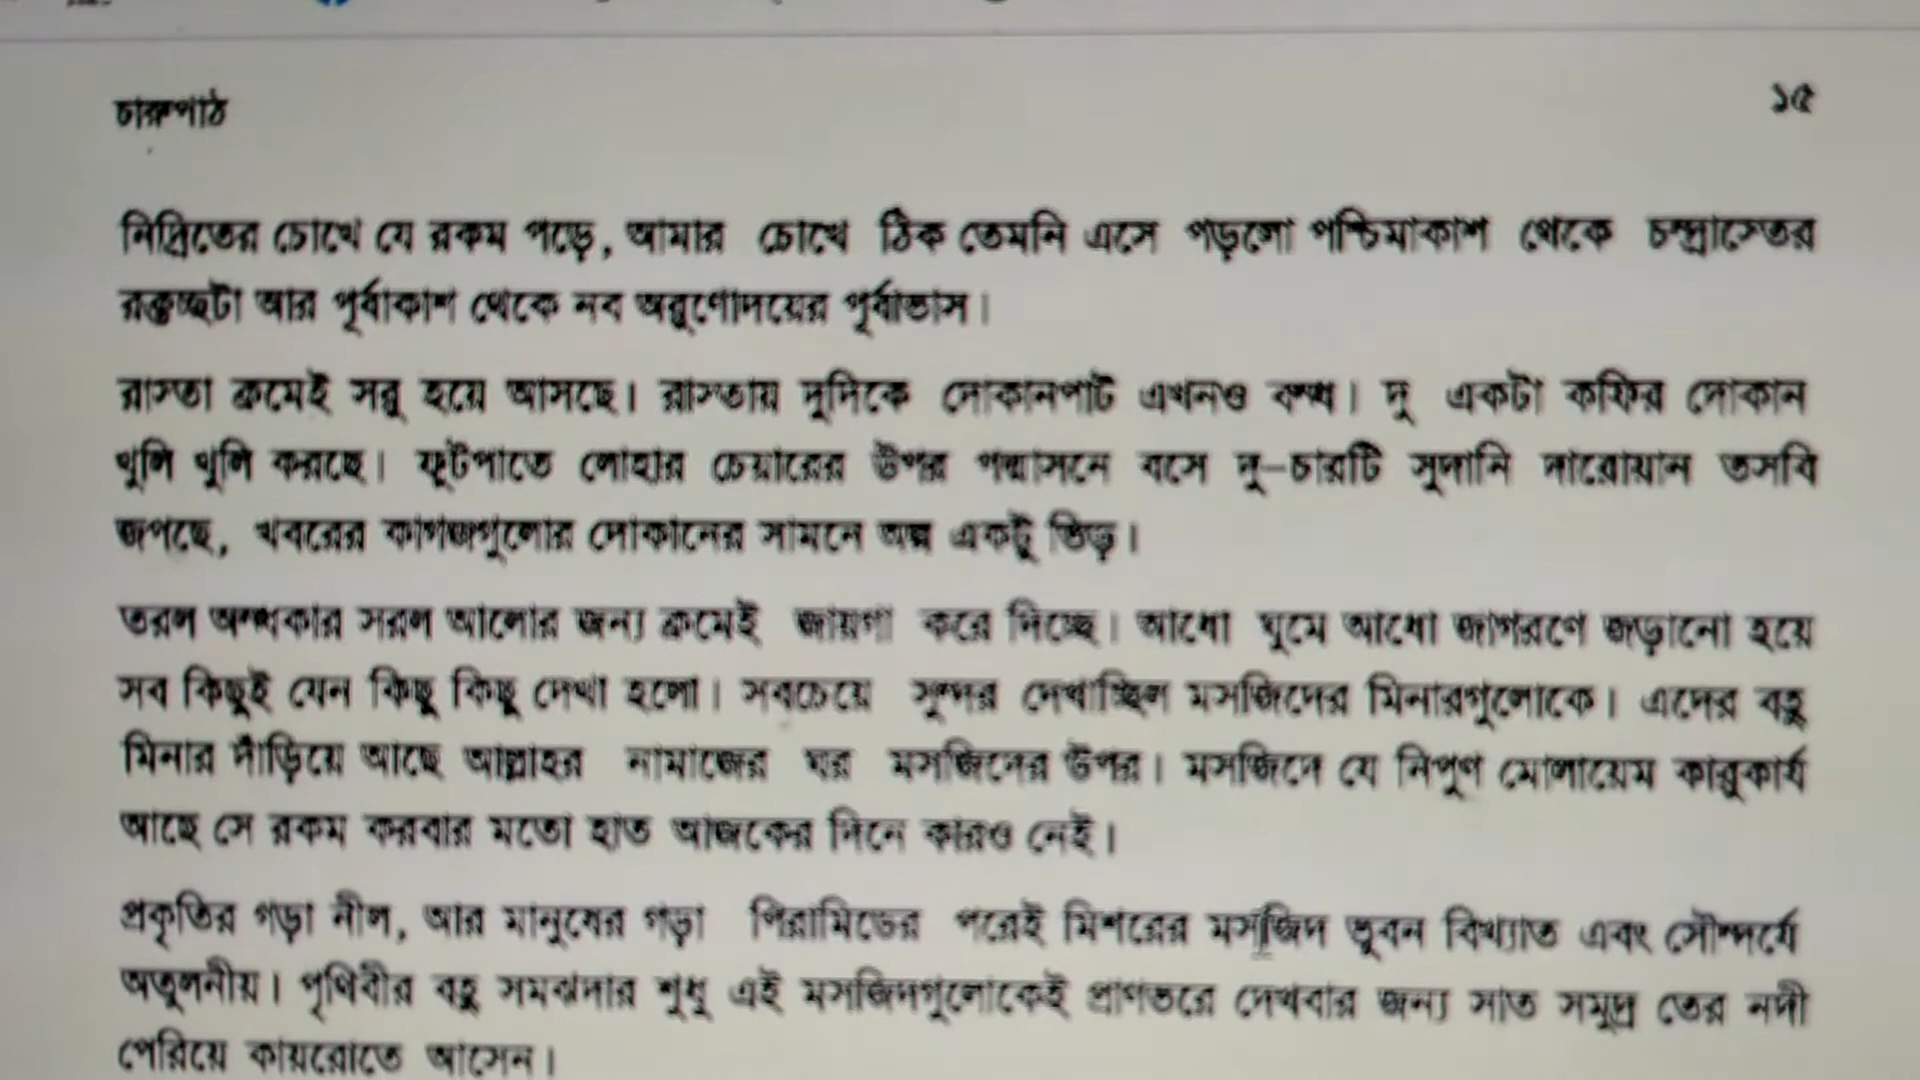 চারুপাঠ
১৫
নিদ্রিতের চোখে যে রকম পড়ে, আমার চোখে ঠিক তেমনি এসে পড়লো পশ্চিমাকাশ থেকে চন্দ্রাস্তের
রক্তচ্ছটা আর পূর্বাকাশ থেকে নব অরুণোদয়ের পূর্বাভাস।
রাস্তা ক্রমেই সরু হয়ে আসছে। রাস্তায় দুদিকে দোকানপাট এখনও বন্ধ। দু একটা কফির দোকান
খুলি খুলি করছে। ফুটপাতে লোহার চেয়ারের উপর পদ্মাসনে বসে দু-চারটি সুদানি দারোয়ান তসবি
জপছে, খবরের কাগজগুলোর দোকানের সামনে অল্প একটু ভিড়।
তরল অন্ধকার সরল আলোর জন্য ক্রমেই জায়গা করে দিচ্ছে। আধো ঘুমে আধো জাগরণে জড়ানো হয়ে
সব কিছুই যেন কিছু কিছু দেখা হলো। সবচেয়ে সুন্দর দেখাচ্ছিল মসজিদের মিনারগুলোকে। এদের বহু
মিনার দাঁড়িয়ে আছে আল্লাহর নামাজের ঘর মসজিদের উপর। মসজিদে যে নিপুণ মোলায়েম কারুকার্য
আছে সে রকম করবার মতো হাত আজকের দিনে কারও নেই।
প্রকৃতির গড়া নীল, আর মানুষের গড়া পিরামিডের পরেই মিশরের মসজিদ ভুবন বিখ্যাত এবং সৌন্দর্যে
অতুলনীয়। পৃথিবীর বহু সমঝদার শুধু এই মসজিদগুলোকেই প্রাণভরে দেখবার জন্য সাত সমুদ্র তের নদী
পেরিয়ে কায়রোতে আসেন।